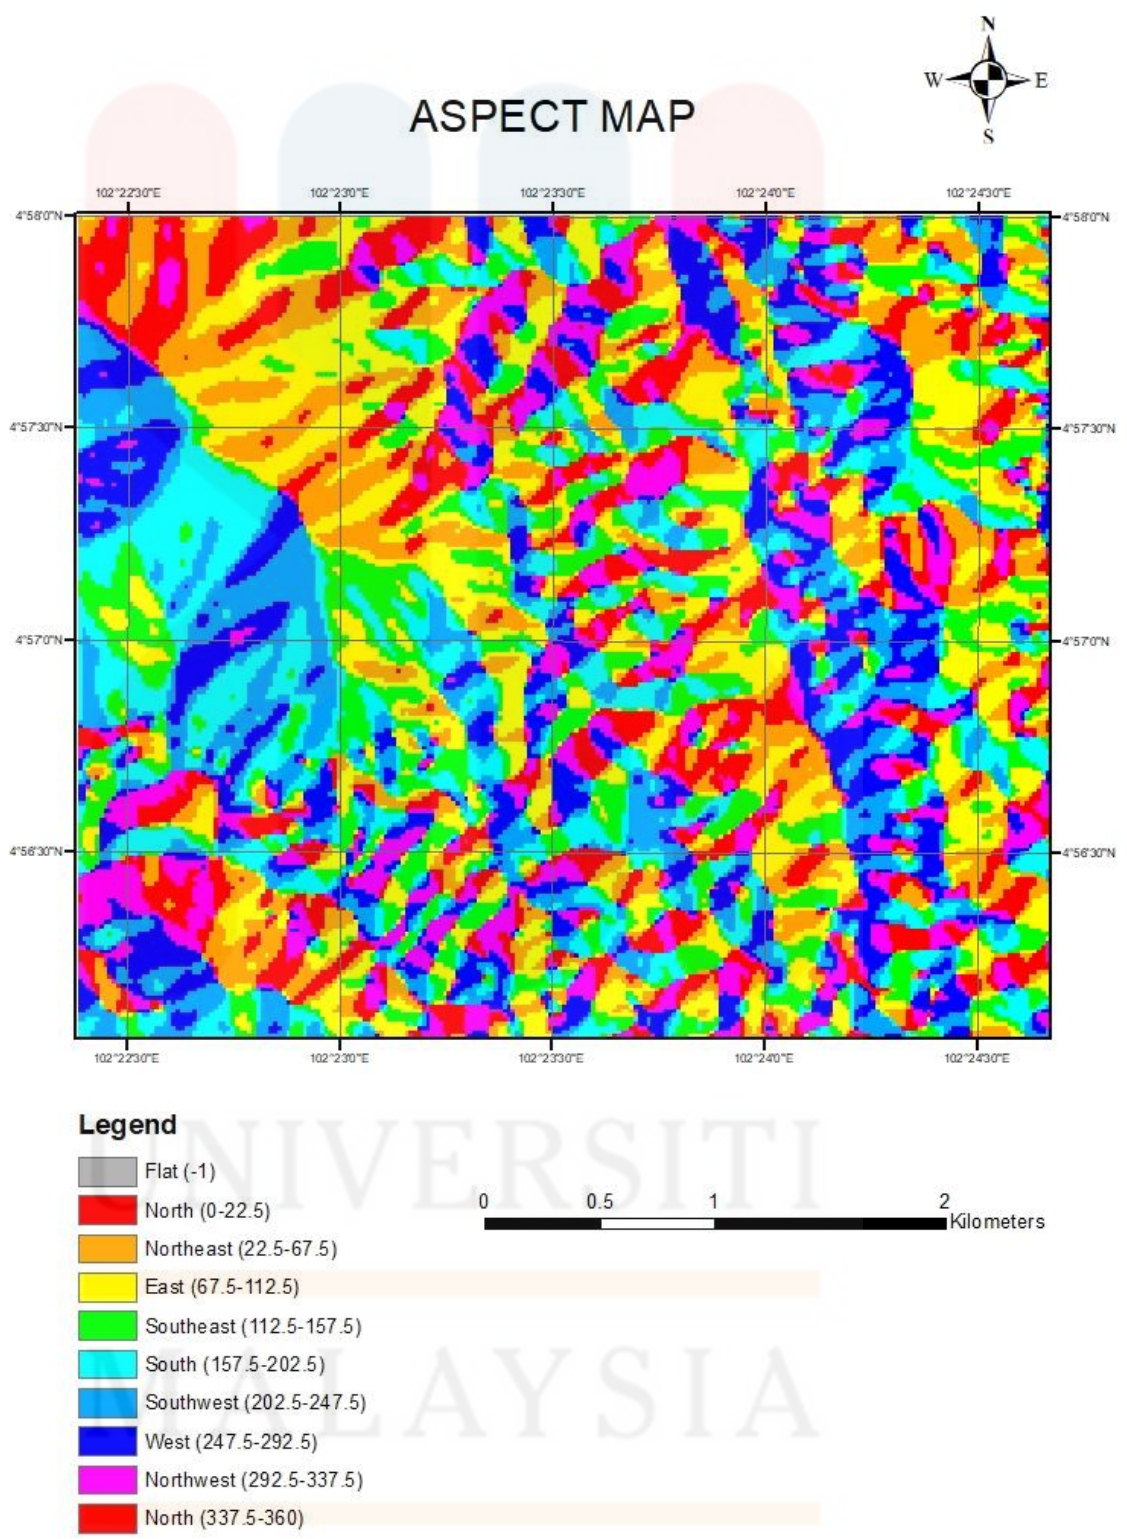 N
W E
S
ASPECT MAP
102°22'30"E 102°23'0"E 102°23'30"E 102°24'0"E 102°24'30"E
4°58'0"N 4°58'0"N
4°57'30"N 4°57'30"N
4°57'0"N 4°57'0"N
4°56'30"N 4°56'30"N
102°22'30"E 102°23'0"E 102°23'30"E 102°24'0"E 102°24'30"E
Legend
UNIVERSITI
Flat (-1)
North (0-22.5)
0 0.5 1 2
Kilometers
Northeast (22.5-67.5)
East (67.5-112.5)
Southeast (112.5-157.5)
South (157.5-202.5)
MALAYSIA
Southwest (202.5-247.5)
West (247.5-292.5)
Northwest (292.5-337.5)
North (337.5-360)